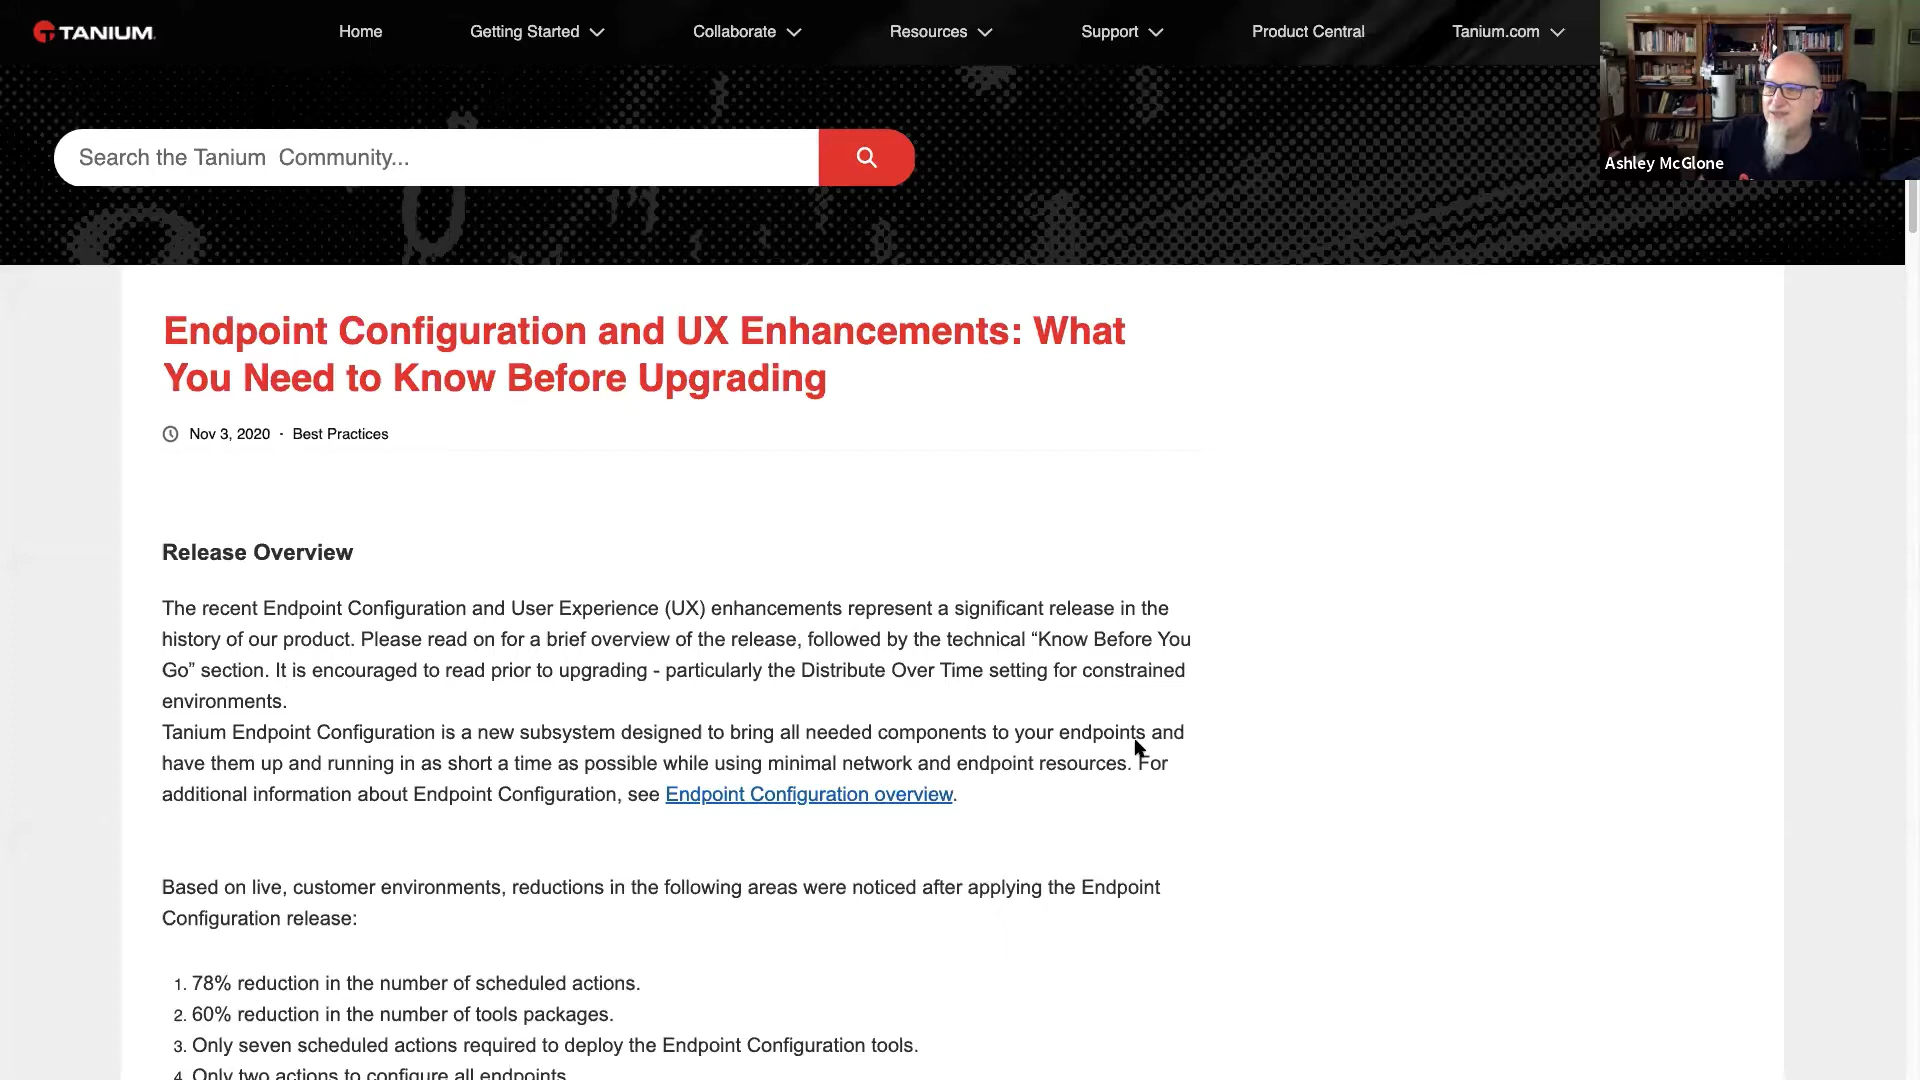 TANIUM
Home
Getting Started
Collaborate
Resources
Support
Product Central
Tanium.com
Ashley McGlone
Search the Tanium Community...
Endpoint Configuration and UX Enhancements: What
You Need to Know Before Upgrading
Nov 3, 2020 · Best Practices
Release Overview
The recent Endpoint Configuration and User Experience (UX) enhancements represent a significant release in the
history of our product. Please read on for a brief overview of the release, followed by the technical “Know Before You
Go” section. It is encouraged to read prior to upgrading - particularly the Distribute Over Time setting for constrained
environments.
Tanium Endpoint Configuration is a new subsystem designed to bring all needed components to your endpoints and
have them up and running in as short a time as possible while using minimal network and endpoint resources. For
additional information about Endpoint Configuration, see Endpoint Configuration overview.
Based on live, customer environments, reductions in the following areas were noticed after applying the Endpoint
Configuration release:
1. 78% reduction in the number of scheduled actions.
2. 60% reduction in the number of tools packages.
3. Only seven scheduled actions required to deploy the Endpoint Configuration tools.
4. Only two actions to configure all endpoints.